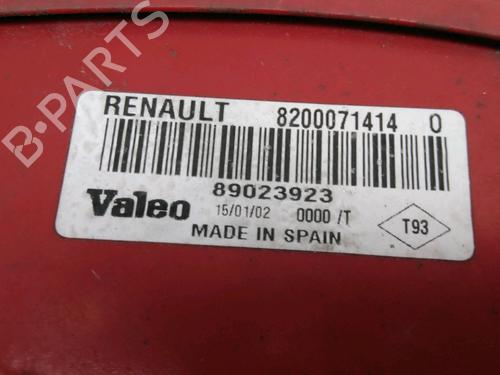 B-PARTS
RENAULT 8200071414 0
89023923
Valeo 15/01/02 0000 /T
T93
MADE IN SPAIN